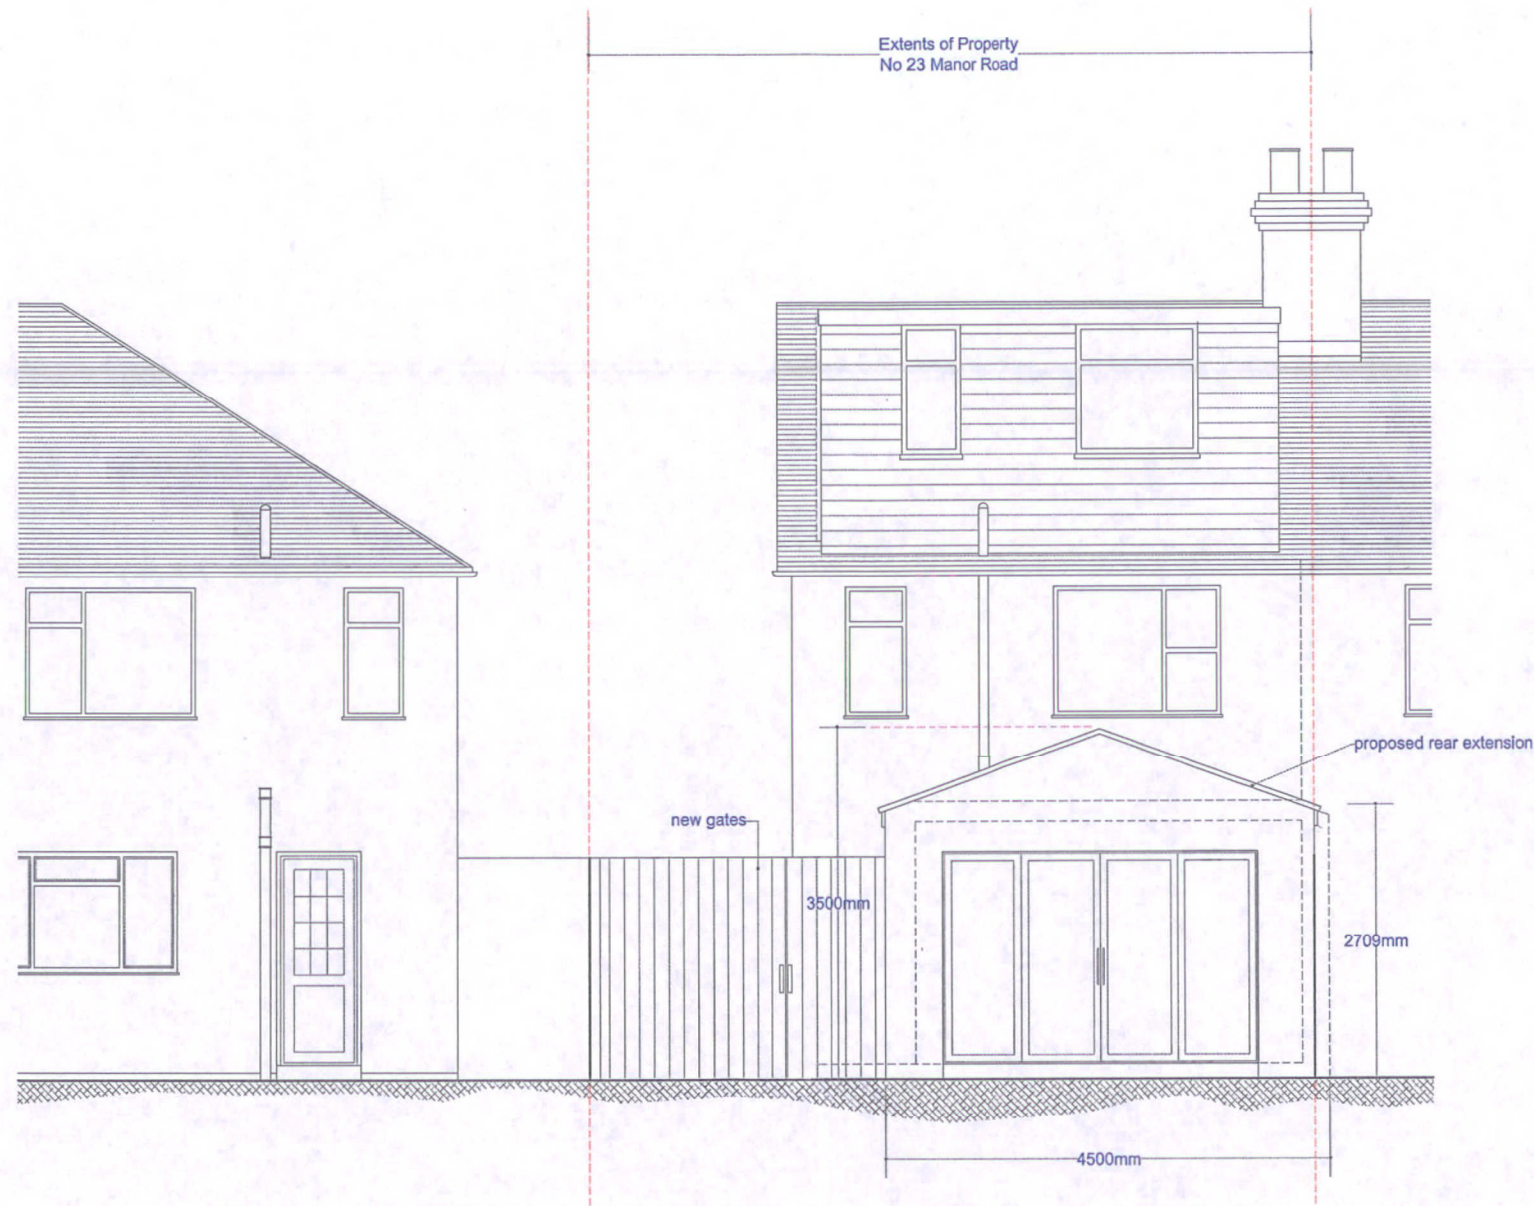 Extents of Property
No 23 Manor Road
proposed rear extension
new gates
3500mm
2709mm
4500mm